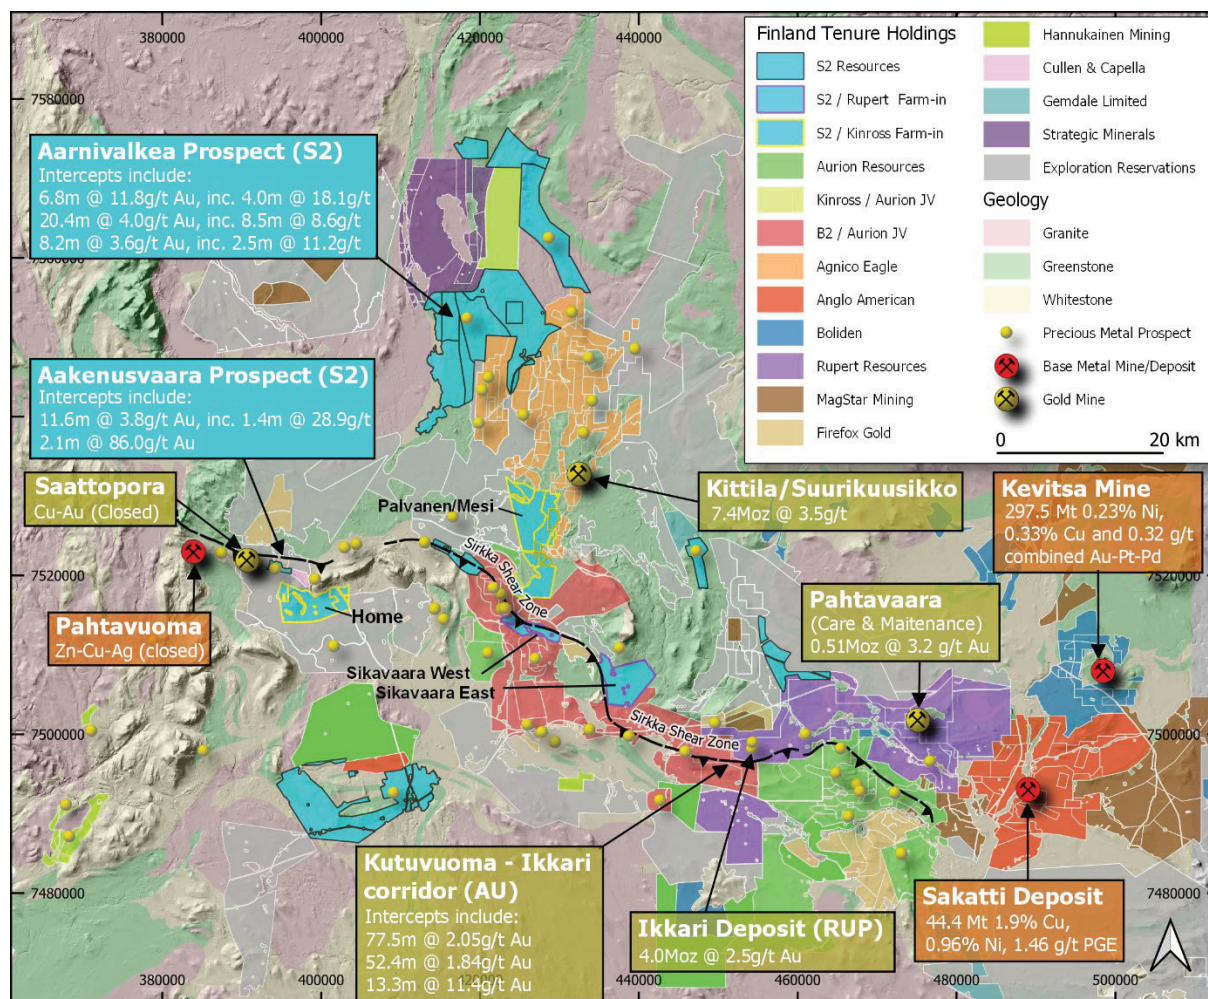 380000
400000
420000
440000
7580000
7560000
Aarnivalkea Prospect (S2)
Intercepts include:
6.8m @ 11.8g/t Au, inc. 4.0m @ 18.1g/t
20.4m @ 4.0g/t Au, inc. 8.5m @ 8.6g/t
8.2m @ 3.6g/t Au, inc. 2.5m @ 11.2g/t
Aakenusvaara Prospect (S2)
Intercepts include:
11.6m @ 3.8g/t Au, inc. 1.4m @ 28.9g/t
2.1m @ 86.0g/t Au
Finland Tenure Holdings
S2 Resources
S2 / Rupert Farm-in
S2 / Kinross Farm-in
Aurion Resources
Kinross / Aurion JV
B2 / Aurion JV
Agnico Eagle
Anglo American
Boliden
Rupert Resources
MagStar Mining
Firefox Gold
Hannukainen Mining
Cullen & Capella
Gemdale Limited
Strategic Minerals
Exploration Reservations
Geology
Granite
Greenstone
Whitestone
Precious Metal Prospect
Base Metal Mine/Deposit
Gold Mine
0
20 km
Saattopora
Cu-Au (Closed)
Palvanen/Mesi
Kittila/Suurikuusikko
7.4Moz @ 3.5g/t
Kevitsa Mine
297.5 Mt 0.23% Ni,
0.33% Cu and 0.32 g/t
combined Au-Pt-Pd
7520000
7520000
Sirkka Shear Zone
Pahtavuoma
Zn-Cu-Ag (closed)
Home
Pahtavaara
(Care & Maitenance)
0.51Moz @ 3.2 g/t Au
Sikavaara West
Sikavaara East
Sirkka Shear Zone
7500000
7500000
Kutuvuoma - Ikkari
corridor (AU)
Intercepts include:
77.5m @ 2.05g/t Au
52.4m @ 1.84g/t Au
13.3m @ 11.4g/t Au
Ikkari Deposit (RUP)
4.0Moz @ 2.5g/t Au
Sakatti Deposit
44.4 Mt 1.9% Cu,
0.96% Ni, 1.46 g/t PGE
7480000
7480000
380000
400000
440000
460000
480000
500000